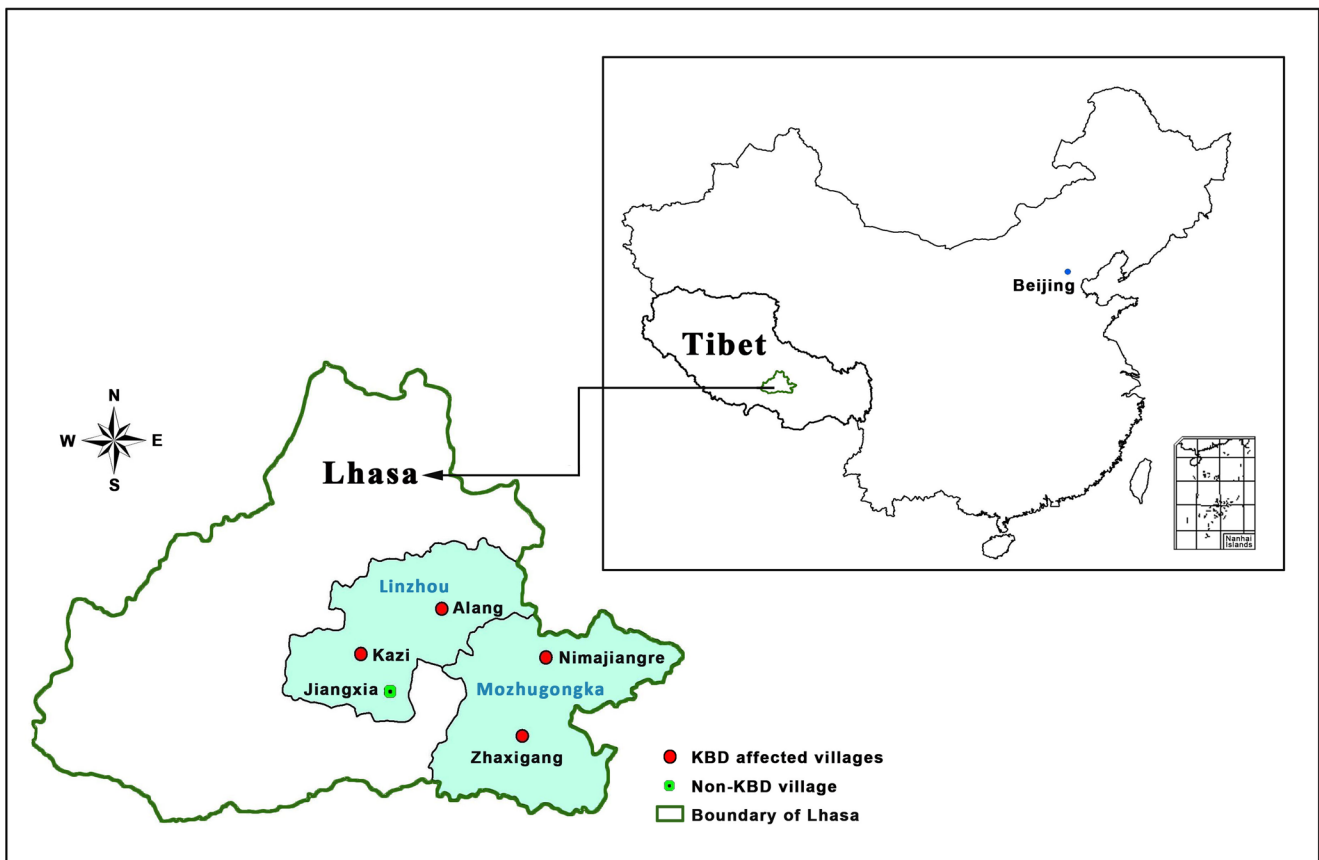 Beijing
Tibet
N
W
E
S
Lhasa
Nanhai
Islands
Linzhou
Alang
Kazi
Nimajiangre
Jiangxia
Mozhugongka
Zhaxigang
KBD affected villages
Non-KBD village
Boundary of Lhasa